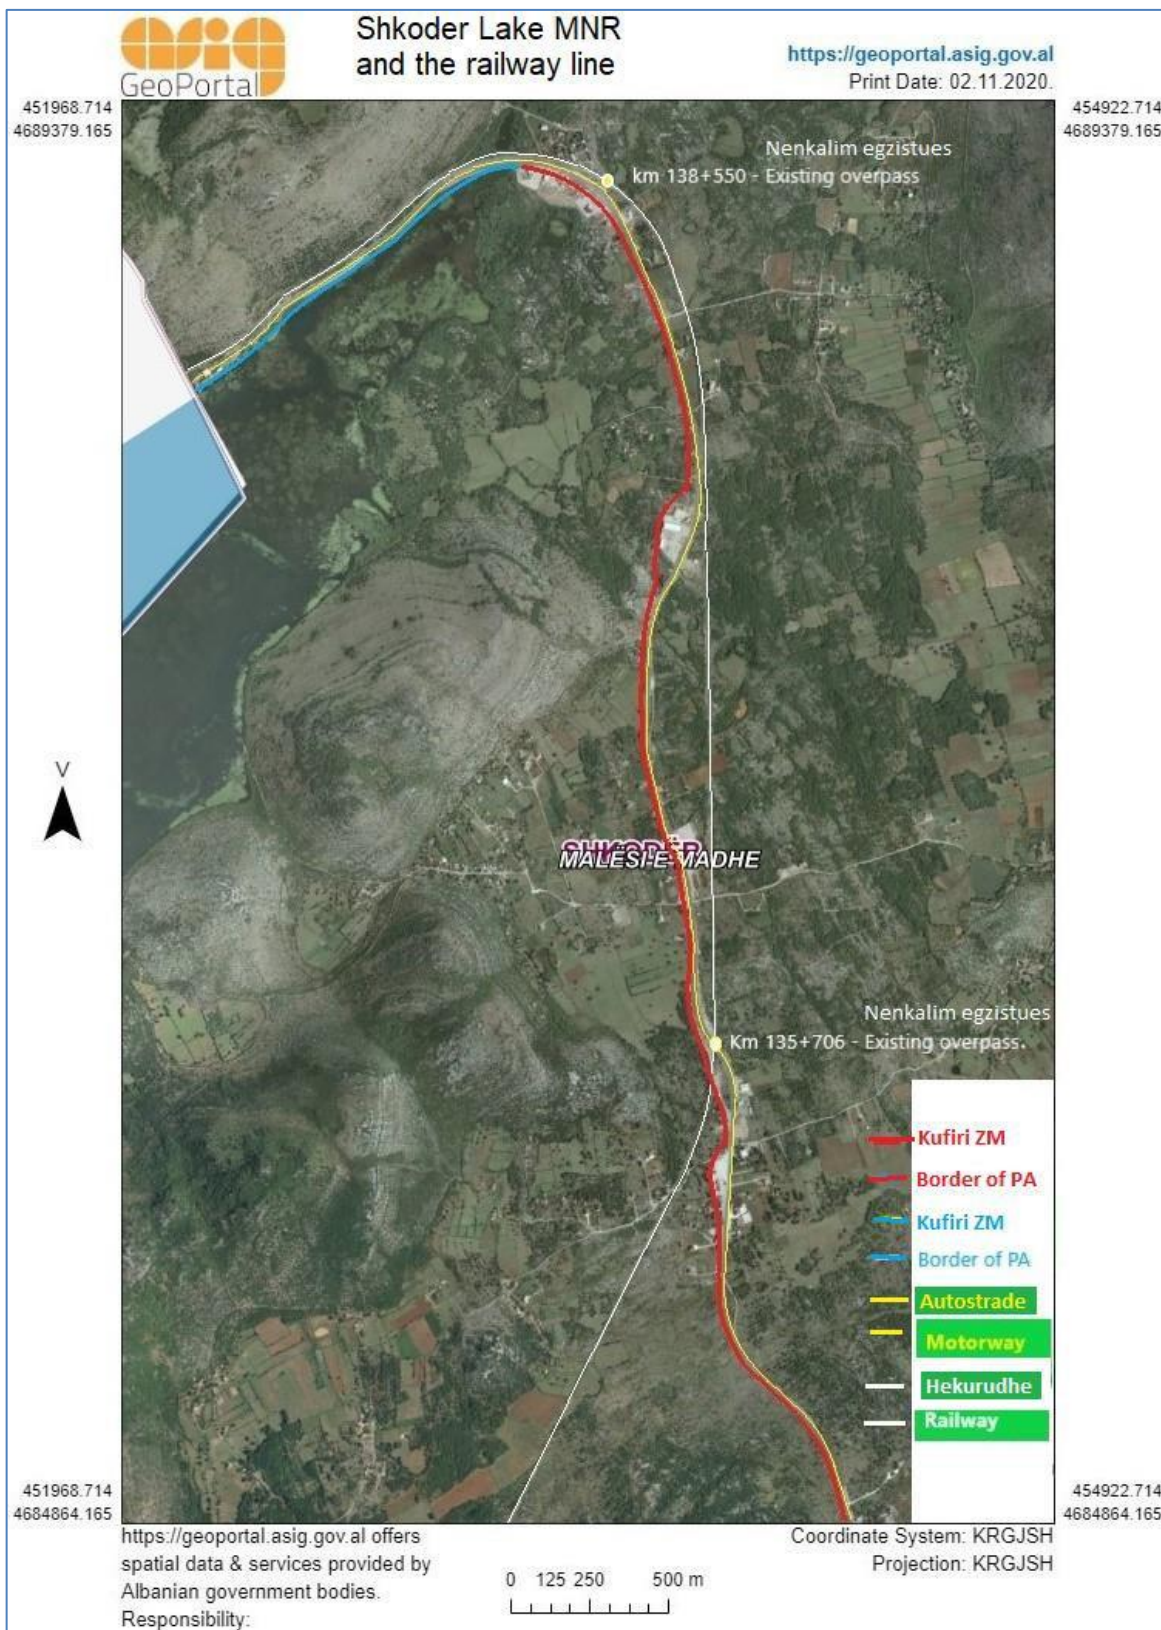 asig
GeoPortal
Shkoder Lake MNR
and the railway line
https://geoportal.asig.gov.al
Print Date: 02.11.2020.
451968.714
4689379.165
454922.714
4689379.165
Nenkalim egzistues
km 138+550 - Existing overpass
V
SHKODËR
MALËSI E MADHE
Nenkalim egzistues
Km 135+706 - Existing overpass.
Kufiri ZM
Border of PA
Kufiri ZM
Border of PA
Autostrade
Motorway
Hekurudhe
Railway
451968.714
4684864.165
454922.714
4684864.165
https://geoportal.asig.gov.al offers
spatial data & services provided by
Albanian government bodies.
Responsibility:
0 125 250 500 m
Coordinate System: KRGJSH
Projection: KRGJSH